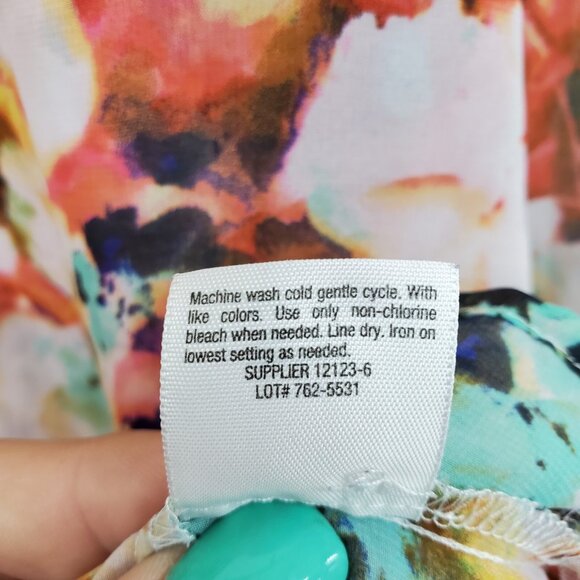 Machine wash cold gentle cycle. With
like colors. Use only non-chlorine
bleach when needed. Line dry. Iron on
lowest setting as needed.
SUPPLIER 12123-6
LOT# 762-5531